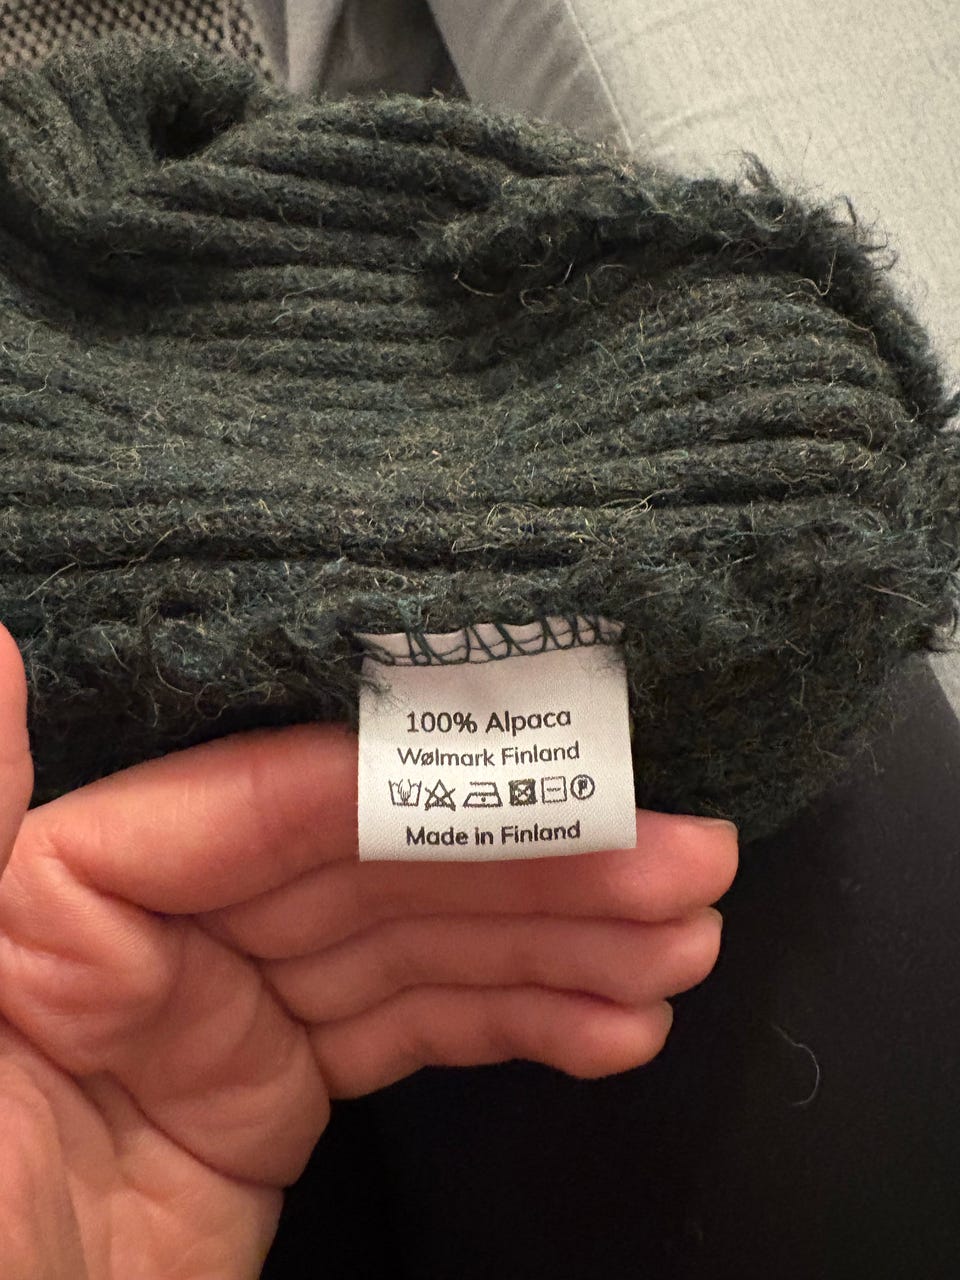 100% Alpaca
Wølmark Finland
P
Made in Finland